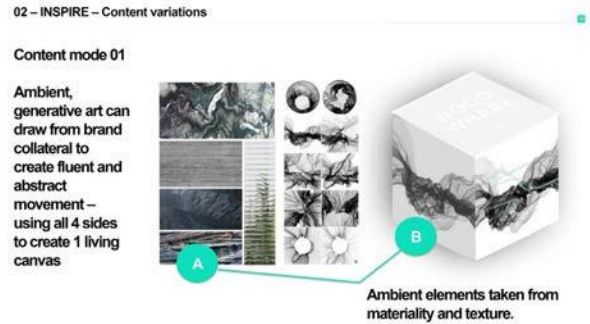 02 – INSPIRE – Content variations
Content mode 01
Ambient,
generative art can
draw from brand
collateral to
create fluent and
abstract
movement –
using all 4 sides
to create 1 living
canvas
A
B
Ambient elements taken from
materiality and texture.